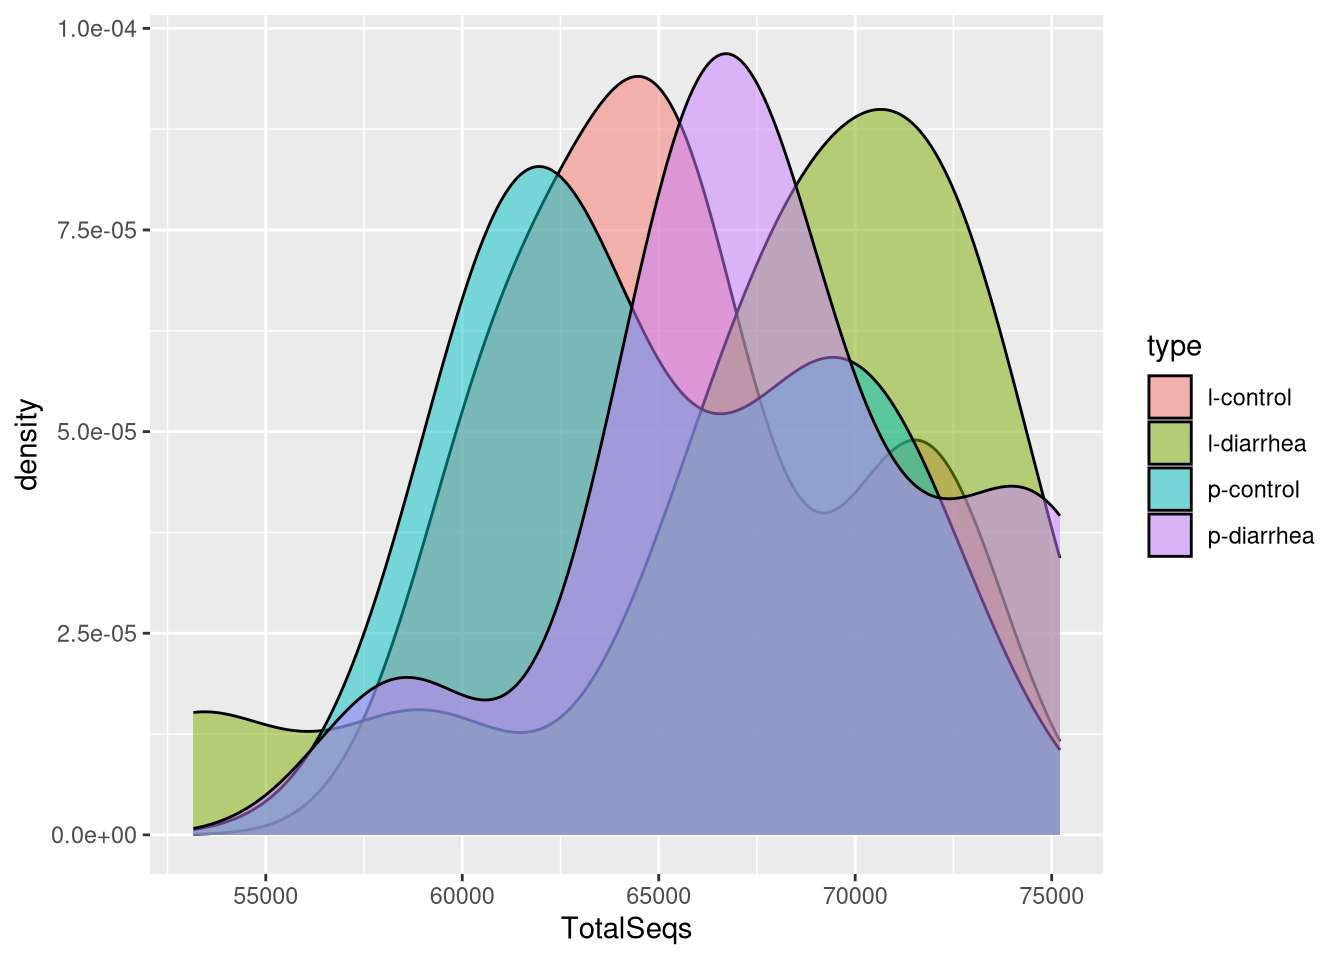 1.0e-04
7.5e-05
5.0e-05
2.5e-05
0.0e+00
density
55000 60000 65000 70000 75000
TotalSeqs
type
l-control
l-diarrhea
p-control
p-diarrhea